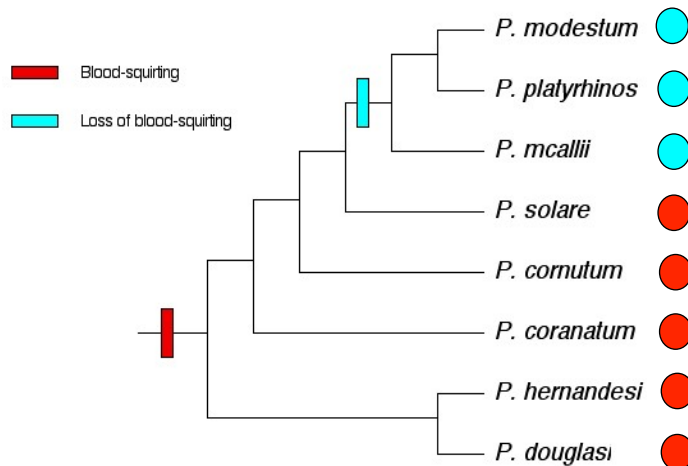 Blood-squirting
Loss of blood-squirting
P. modestum
P. platyrhinos
P. mcallii
P. solare
P. cornutum
P. coranatum
P. hernandesi
P. douglasi